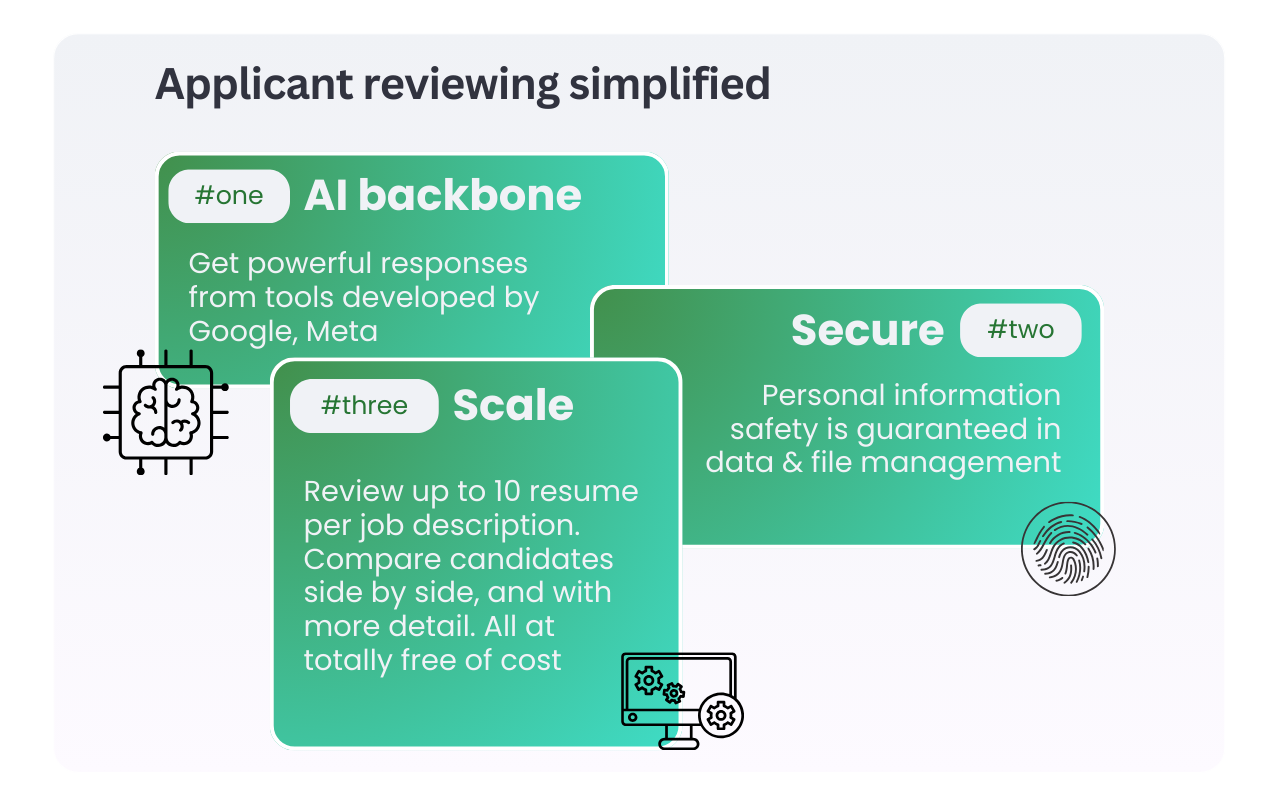 Applicant reviewing simplified
#one
AI backbone
Get powerful responses
from tools developed by
Google, Meta
Secure
#two
Personal information
safety is guaranteed in
data & file management
#three
Scale
Review up to 10 resume
per job description.
Compare candidates
side by side, and with
more detail. All at
totally free of cost